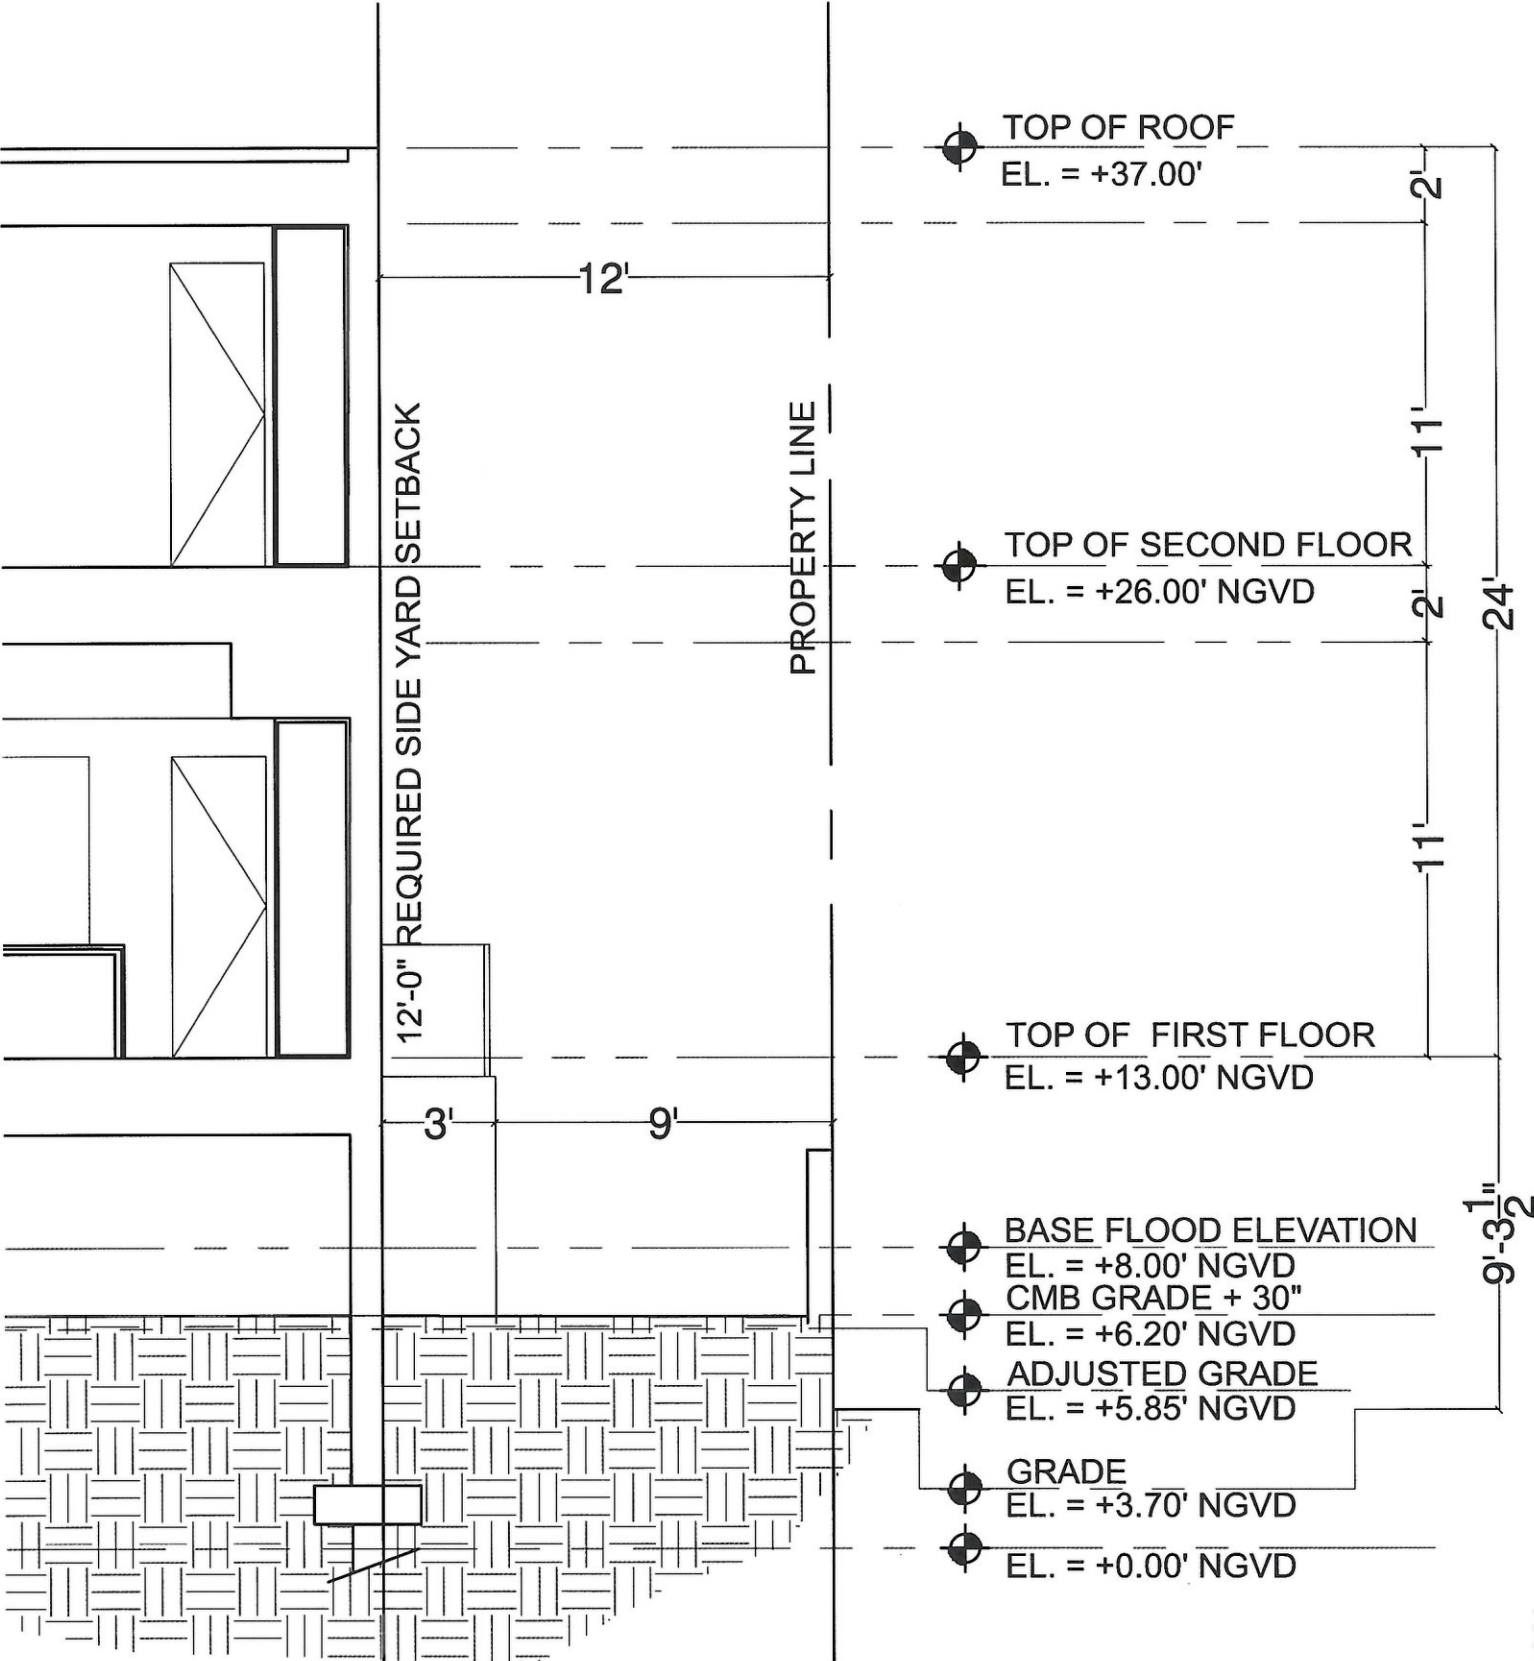 TOP OF ROOF
EL. = +37.00'
2'
12'
11'
TOP OF SECOND FLOOR
EL. = +26.00' NGVD
2'
24'
12'-0" REQUIRED SIDE YARD SETBACK
PROPERTY LINE
11'
TOP OF FIRST FLOOR
EL. = +13.00' NGVD
3'
9'
9'-3 1/2"
BASE FLOOD ELEVATION
EL. = +8.00' NGVD
CMB GRADE + 30"
EL. = +6.20' NGVD
ADJUSTED GRADE
EL. = +5.85' NGVD
GRADE
EL. = +3.70' NGVD
EL. = +0.00' NGVD